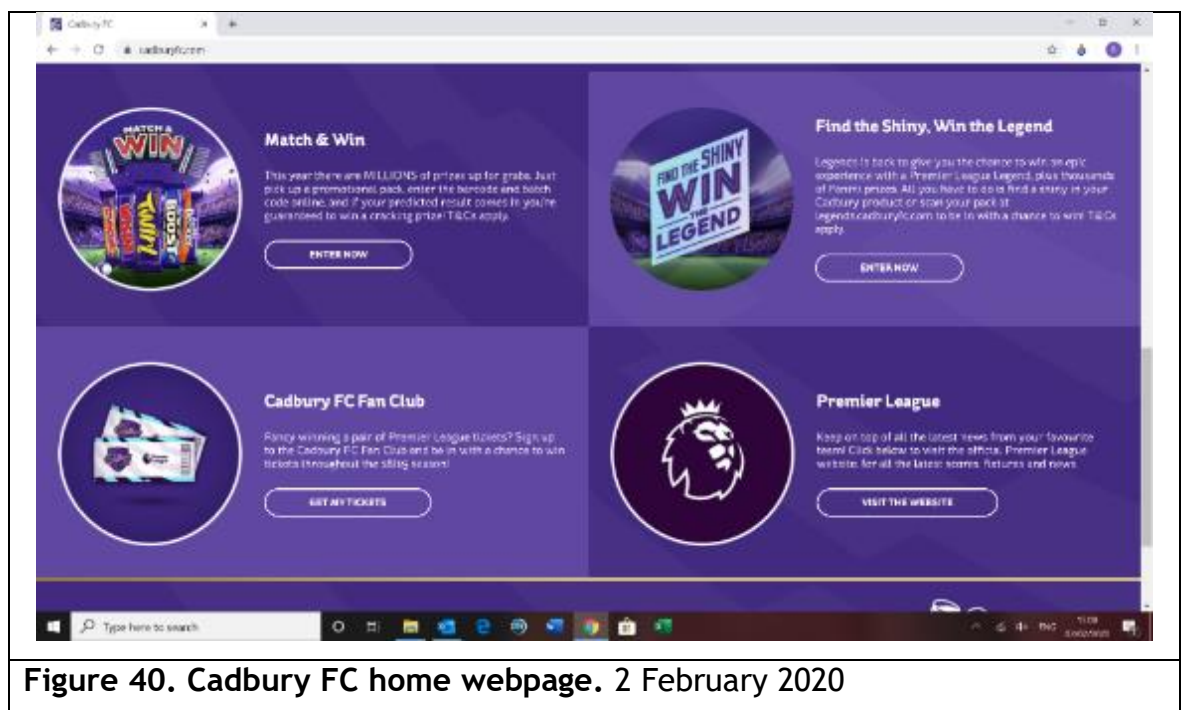 Cadbury FC
cadburyfc.com
MATCH &
WIN
TWIRL
BOOST
Match & Win
This year there are MILLIONS of prizes up for grabs. Just
pick up a promotional pack, enter the barcode and batch
code online, and if your predicted result comes in you're
guaranteed to win a cracking prize! T&Cs apply.
ENTER NOW
FIND THE SHINY
WIN
THE
LEGEND
Find the Shiny, Win the Legend
Legends is back to give you the chance to win an epic
experience with a Premier League Legend, plus thousands
of prizes. All you have to do is find a shiny in your
Cadbury product or scan your pack at
legends.cadburyfc.com to be in with a chance to win! T&Cs
apply.
ENTER NOW
Cadbury FC Fan Club
Fancy winning a pair of Premier League tickets? Sign up
to the Cadbury FC Fan Club and be in with a chance to win
tickets throughout the season!
GET MY TICKETS
Premier League
Keep on top of all the latest news from your favourite
team! Click below to visit the official Premier League
website, for all the latest scores, fixtures and news
VISIT THE WEBSITE
Type here to search
ENG
Figure 40. Cadbury FC home webpage. 2 February 2020